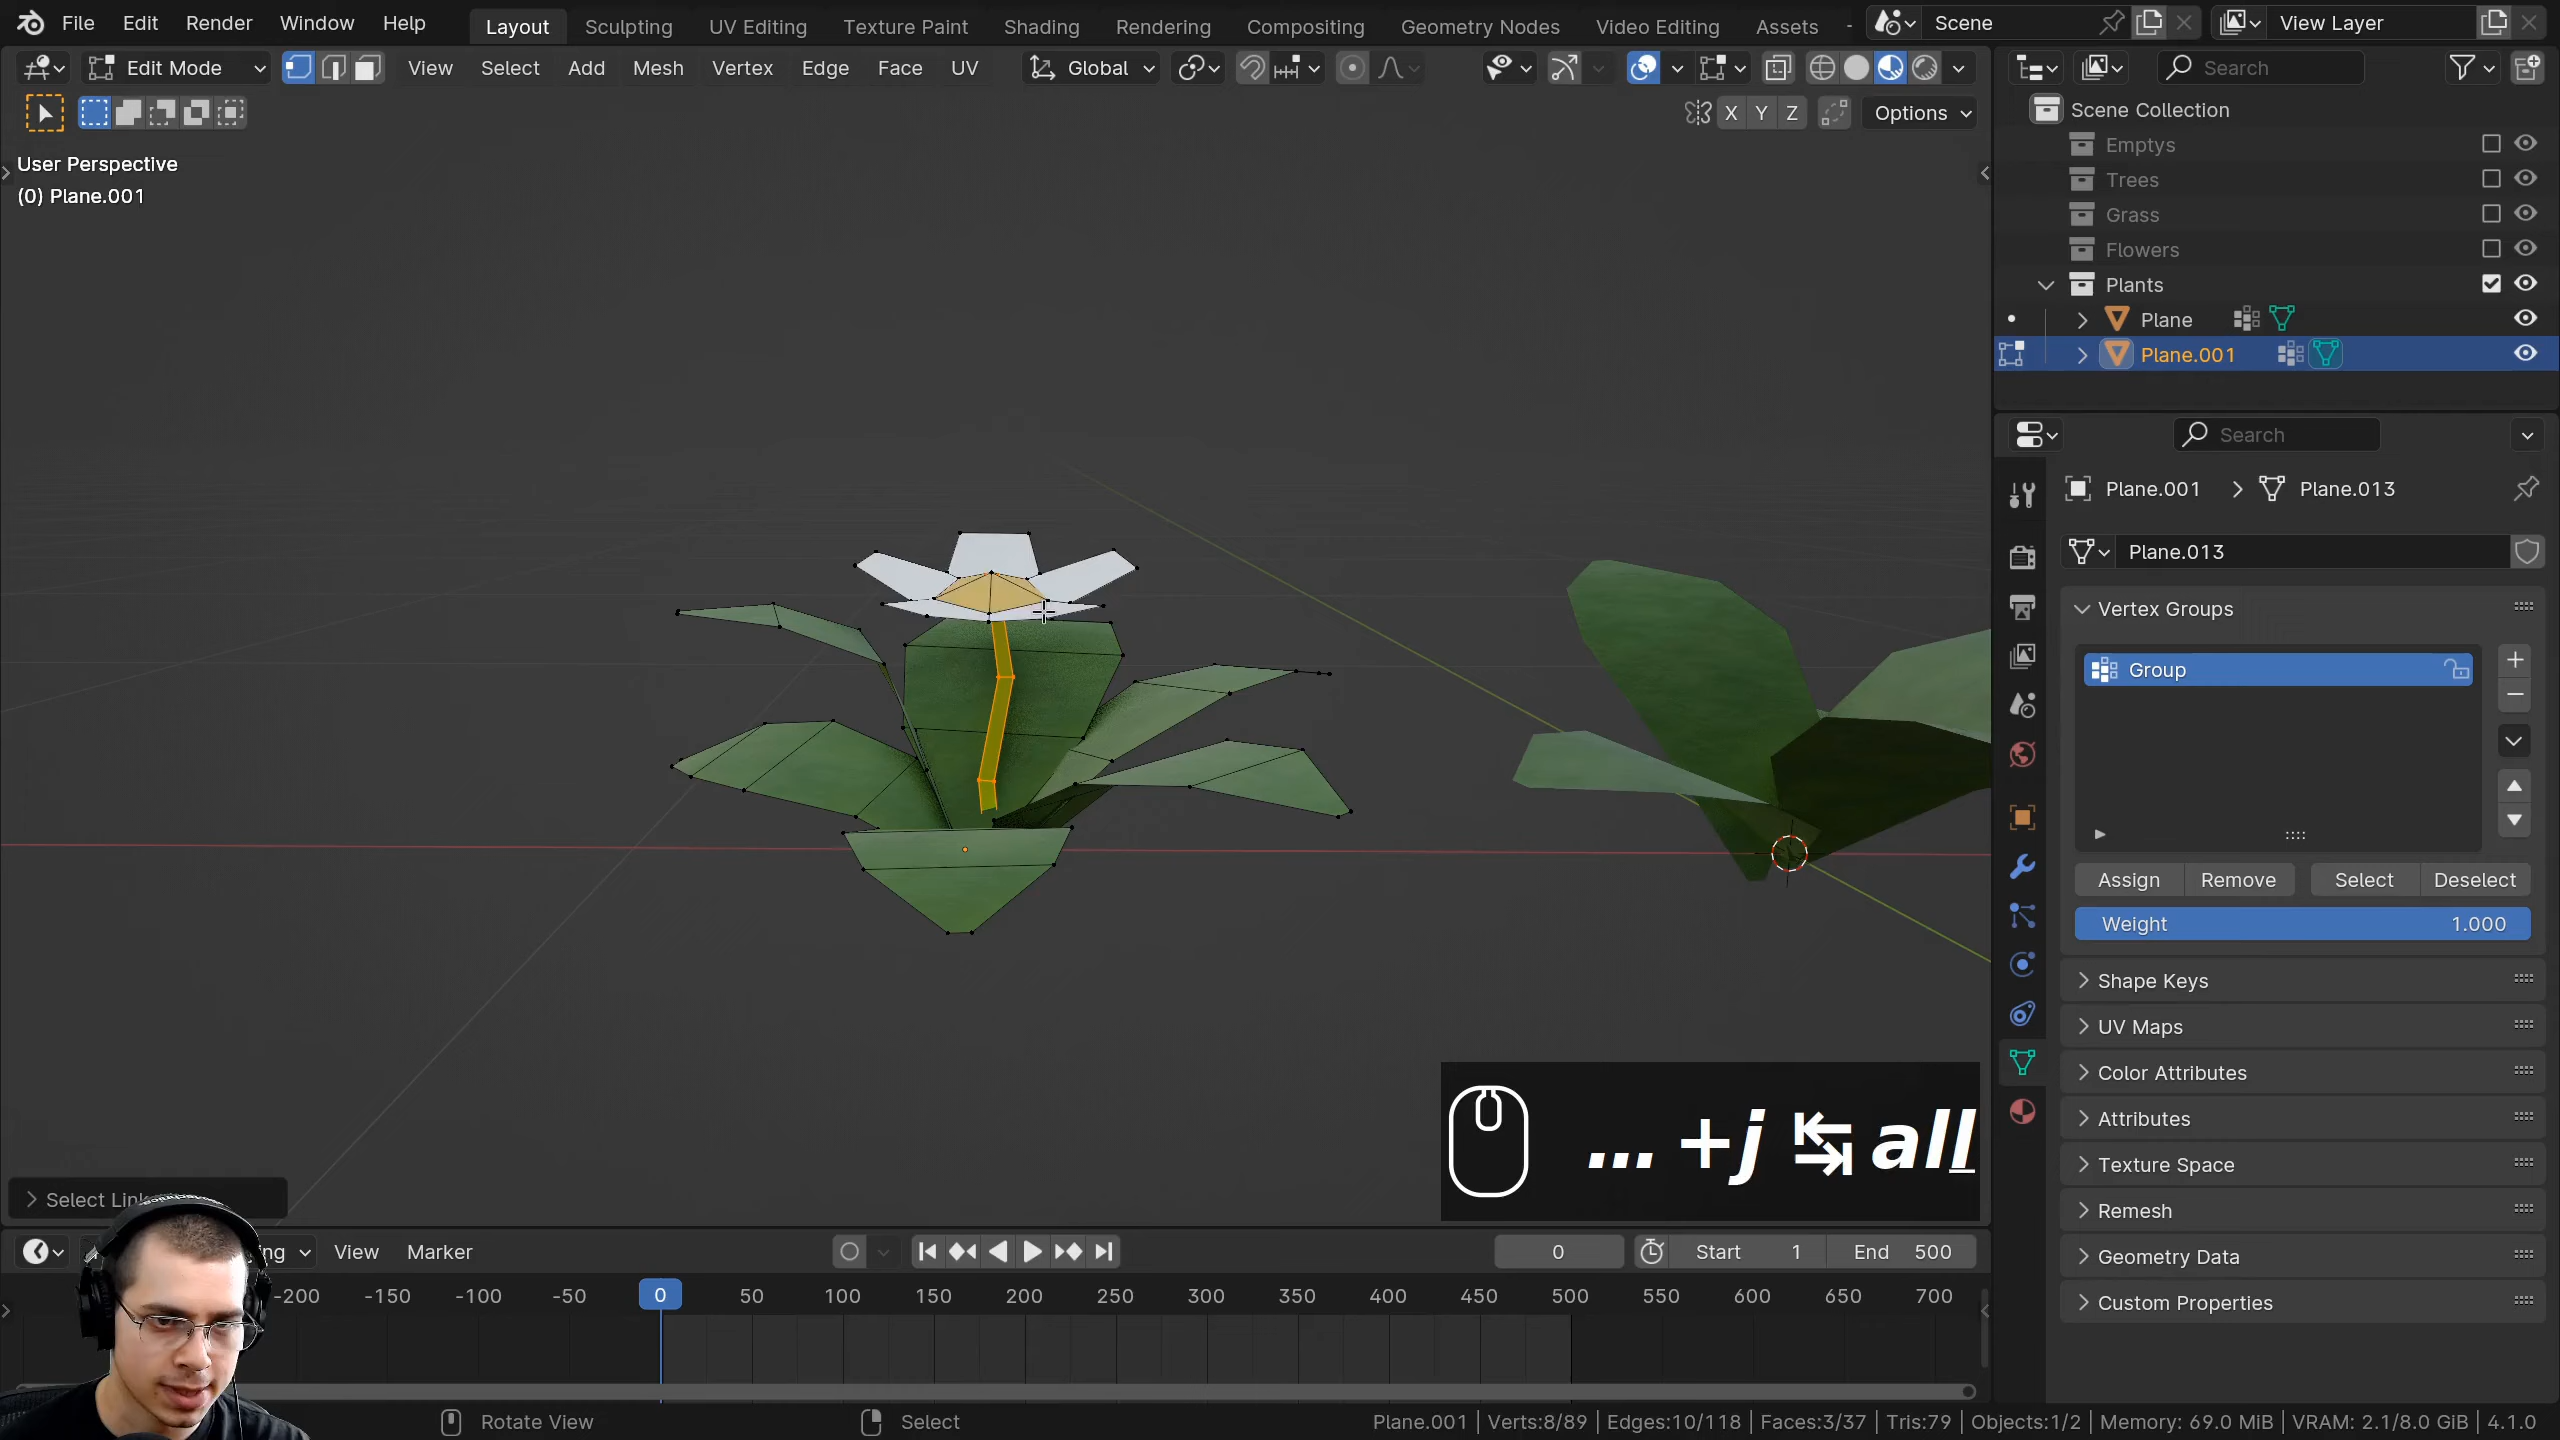 File Edit Render Window Help Layout Sculpting UV Editing Texture Paint Shading Rendering Compositing Geometry Nodes Video Editing Assets Scene View Layer
Edit Mode View Select Add Mesh Vertex Edge Face UV Global Search
X Y Z Options
User Perspective
(0) Plane.001
Scene Collection
Emptys
Trees
Grass
Flowers
Plants
Plane
Plane.001
Search
Plane.001 > Plane.013
Plane.013
Vertex Groups
Group
Assign Remove Select Deselect
Weight 1.000
Shape Keys
UV Maps
Color Attributes
Attributes
Texture Space
Remesh
Geometry Data
Custom Properties
... +j ↹ all
Select Link
ng View Marker 0 Start 1 End 500
-200 -150 -100 -50 0 50 100 150 200 250 300 350 400 450 500 550 600 650 700
Rotate View Select Plane.001 | Verts:8/89 | Edges:10/118 | Faces:3/37 | Tris:79 | Objects:1/2 | Memory: 69.0 MiB | VRAM: 2.1/8.0 GiB | 4.1.0